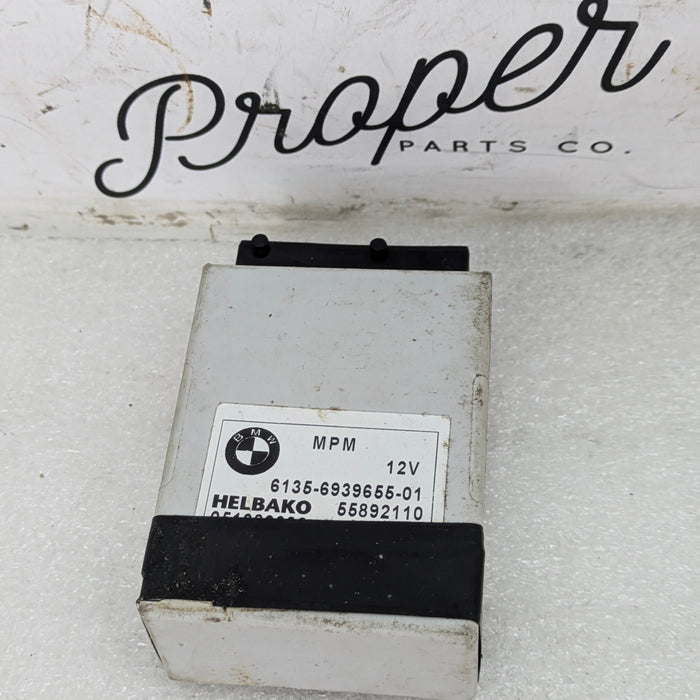 Proper
PARTS CO.
BMW
MPM
12V
6135-6939655-01
HELBAKO 55892110